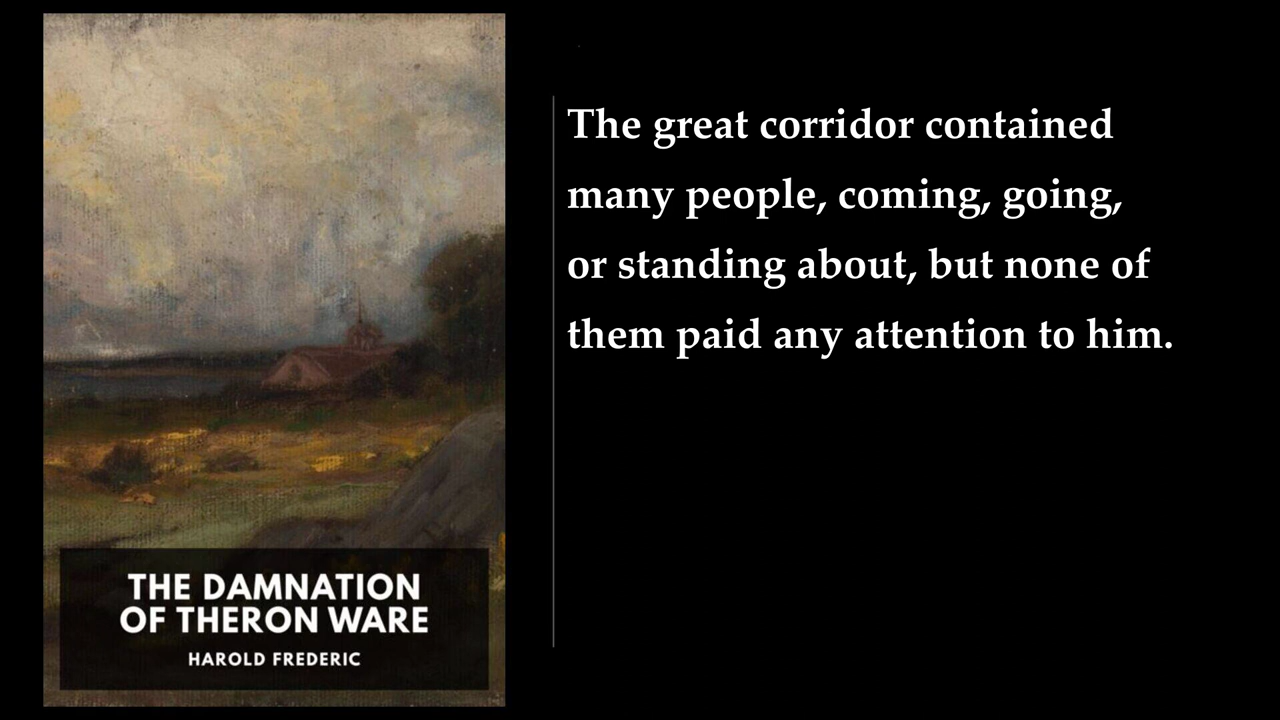 The great corridor contained
many people, coming, going,
or standing about, but none of
them paid any attention to him.
THE DAMNATION
OF THERON WARE
HAROLD FREDERIC